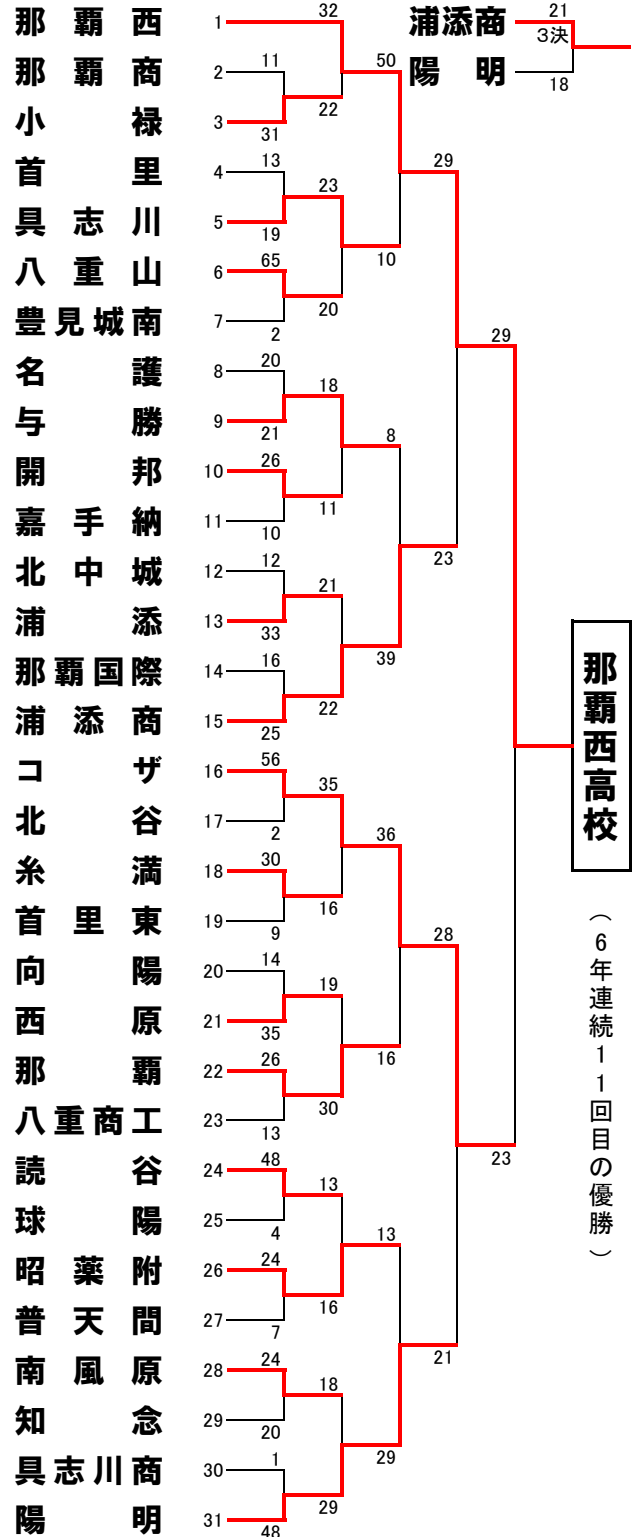 那覇西 1 32
那覇商 2 11
22
小禄 3 31
50
首里 4 13
具志川 5 19
23
八重山 6 65
20
豊見城南 7 2
10
29
名護 8 20
18
与勝 9 21
開邦 10 26
11
嘉手納 11 10
8
北中城 12 12
21
浦添 13 33
那覇国際 14 16
22
浦添商 15 25
39
23
29
コザ 16 56
35
北谷 17 2
糸満 18 30
16
首里東 19 9
36
向陽 20 14
19
西原 21 35
那覇 22 26
30
八重商工 23 13
16
28
読谷 24 48
13
球陽 25 4
昭薬附 26 24
16
普天間 27 7
13
南風原 28 24
18
知念 29 20
具志川商 30 1
29
陽明 31 48
29
21
23
浦添商 21
3決
陽明 18
那覇西高校
（6年連続11回目の優勝）